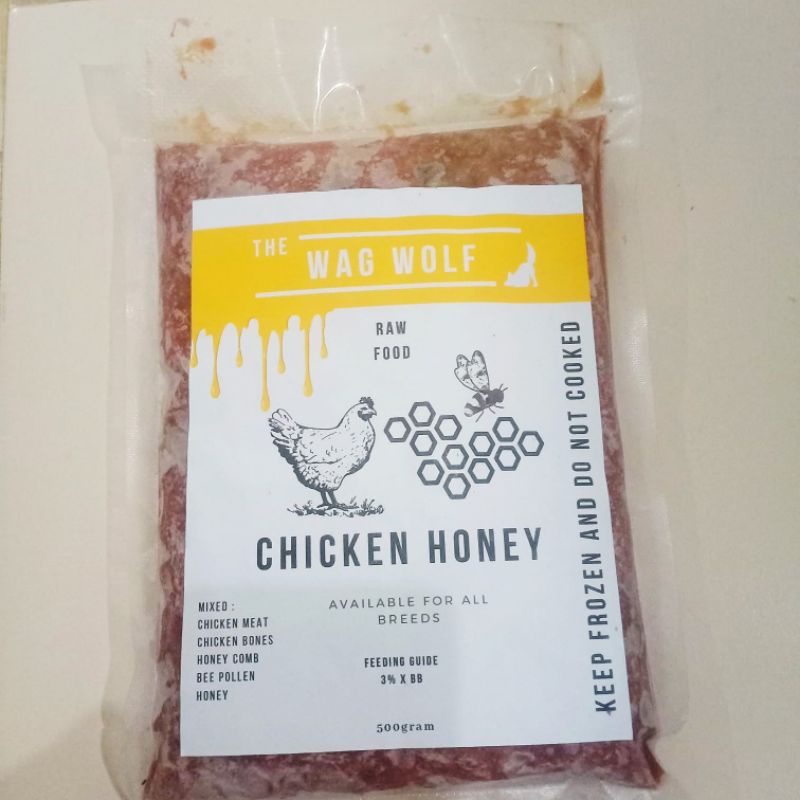 THE
WAG WOLF
RAW
FOOD
CHICKEN HONEY
AVAILABLE FOR ALL
BREEDS
MIXED :
CHICKEN MEAT
CHICKEN BONES
HONEY COMB
BEE POLLEN
HONEY
FEEDING GUIDE
3% X BB
500gram
KEEP FROZEN AND DO NOT COOKED